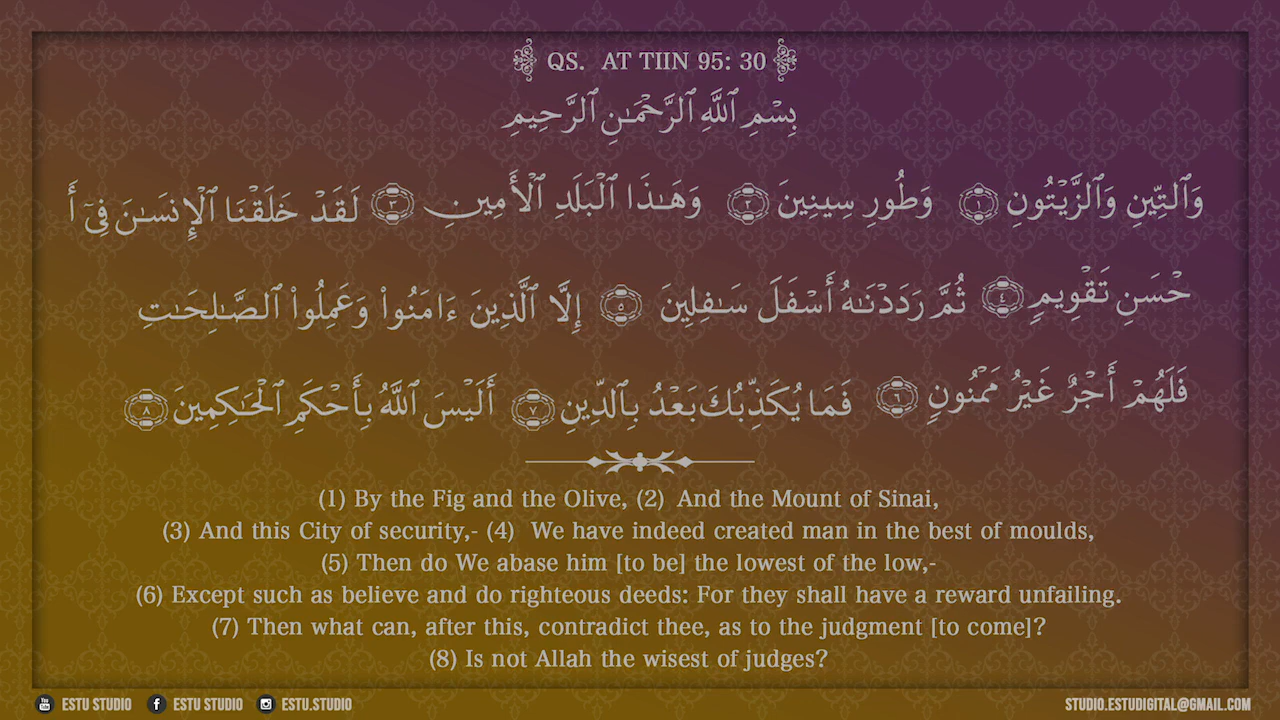 QS. AT TIIN 95: 30
بِسْمِ ٱللَّهِ ٱلرَّحْمَـٰنِ ٱلرَّحِيمِ
وَٱلتِّينِ وَٱلزَّيْتُونِ ١ وَطُورِ سِينِينَ ٢ وَهَـٰذَا ٱلْبَلَدِ ٱلْأَمِينِ ٣ لَقَدْ خَلَقْنَا ٱلْإِنسَـٰنَ فِىٓ أَ
حْسَنِ تَقْوِيمٍ ٤ ثُمَّ رَدَدْنَـٰهُ أَسْفَلَ سَـٰفِلِينَ ٥ إِلَّا ٱلَّذِينَ ءَامَنُوا۟ وَعَمِلُوا۟ ٱلصَّـٰلِحَـٰتِ
فَلَهُمْ أَجْرٌ غَيْرُ مَمْنُونٍ ٦ فَمَا يُكَذِّبُكَ بَعْدُ بِٱلدِّينِ ٧ أَلَيْسَ ٱللَّهُ بِأَحْكَمِ ٱلْحَـٰكِمِينَ ٨
(1) By the Fig and the Olive, (2) And the Mount of Sinai,
(3) And this City of security,- (4) We have indeed created man in the best of moulds,
(5) Then do We abase him [to be] the lowest of the low,-
(6) Except such as believe and do righteous deeds: For they shall have a reward unfailing.
(7) Then what can, after this, contradict thee, as to the judgment [to come]?
(8) Is not Allah the wisest of judges?
You Tube ESTU STUDIO f ESTU STUDIO ESTU.STUDIO STUDIO.ESTUDIGITAL@GMAIL.COM